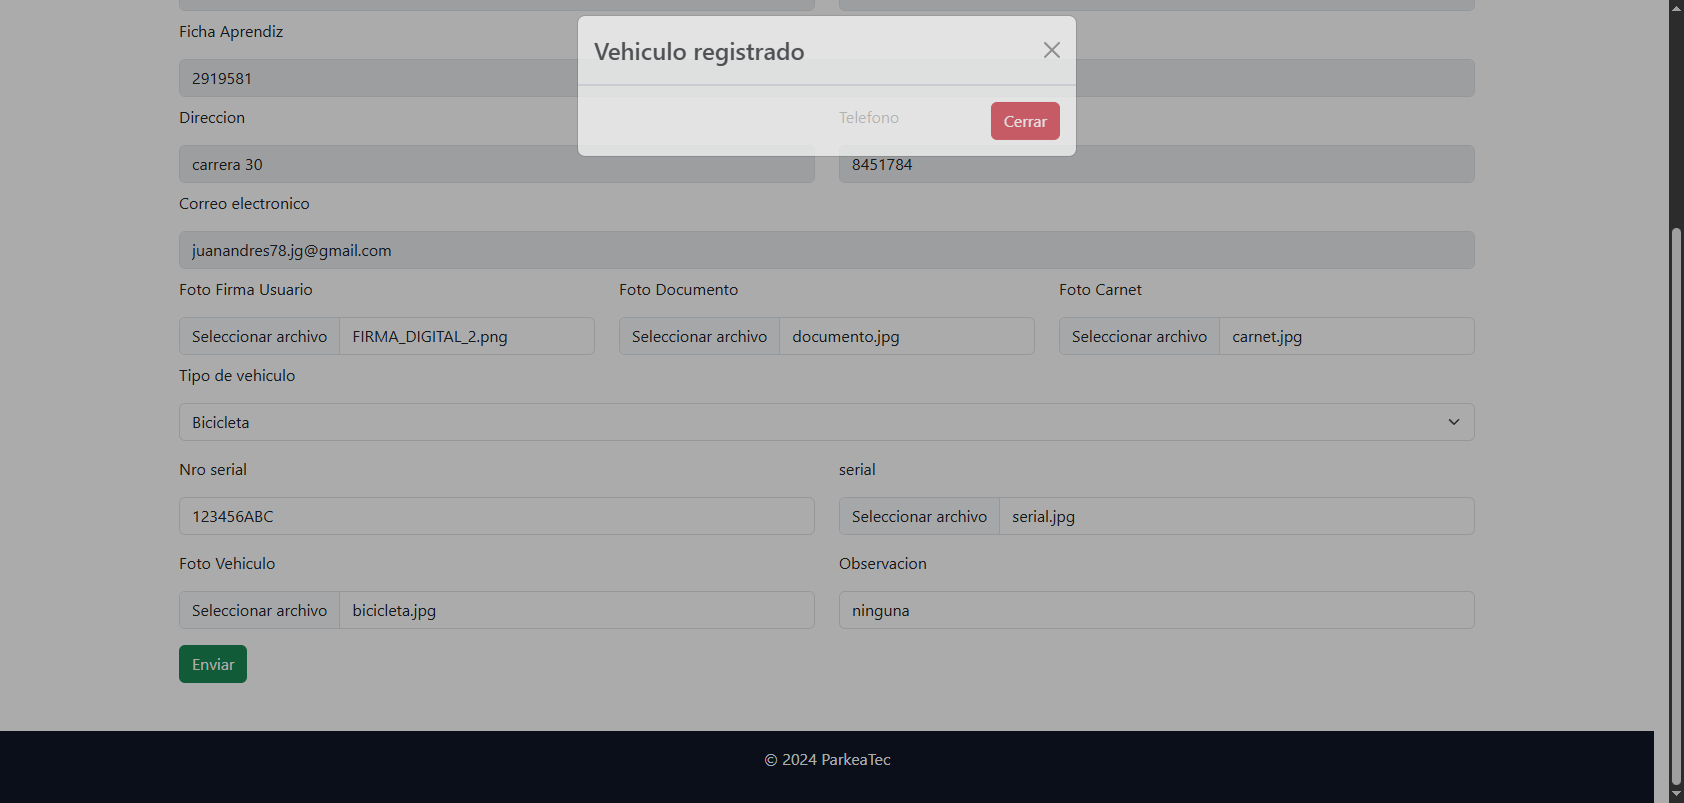 Ficha Aprendiz
Vehiculo registrado
2919581
Direccion
Telefono
Cerrar
carrera 30
8451784
Correo electronico
juanandres78.jg@gmail.com
Foto Firma Usuario
Foto Documento
Foto Carnet
Seleccionar archivo FIRMA_DIGITAL_2.png
Seleccionar archivo documento.jpg
Seleccionar archivo carnet.jpg
Tipo de vehiculo
Bicicleta
Nro serial
serial
123456ABC
Seleccionar archivo serial.jpg
Foto Vehiculo
Observacion
Seleccionar archivo bicicleta.jpg
ninguna
Enviar
© 2024 ParkeaTec